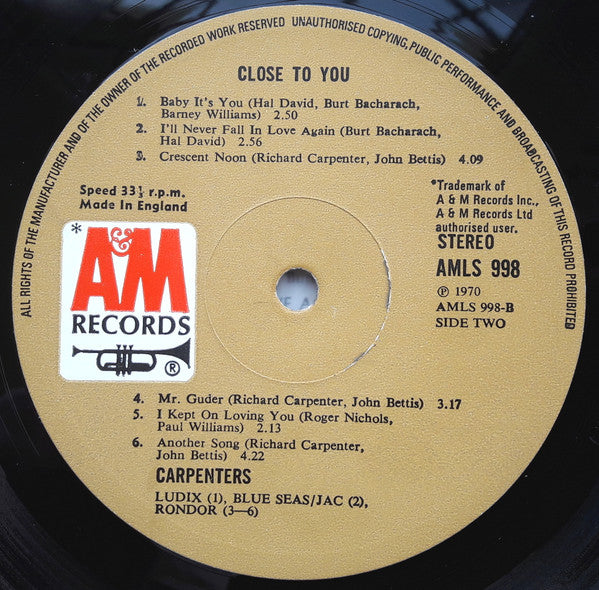 ALL RIGHTS OF THE MANUFACTURER AND OF THE OWNER OF THE RECORDED WORK RESERVED UNAUTHORISED COPYING, PUBLIC PERFORMANCE AND BROADCASTING OF THIS RECORD PROHIBITED
CLOSE TO YOU
1. Baby It's You (Hal David, Burt Bacharach,
Barney Williams) 2.50
2. I'll Never Fall In Love Again (Burt Bacharach,
Hal David) 2.56
3. Crescent Noon (Richard Carpenter, John Bettis) 4.09
Speed 33⅓ r.p.m.
Made In England
*
A&M
RECORDS
®
*Trademark of
A & M Records Inc.,
A & M Records Ltd
authorised user.
STEREO
AMLS 998
℗ 1970
AMLS 998-B
SIDE TWO
4. Mr. Guder (Richard Carpenter, John Bettis) 3.17
5. I Kept On Loving You (Roger Nichols,
Paul Williams) 2.13
6. Another Song (Richard Carpenter,
John Bettis) 4.22
CARPENTERS
LUDIX (1), BLUE SEAS/JAC (2),
RONDOR (3—6)